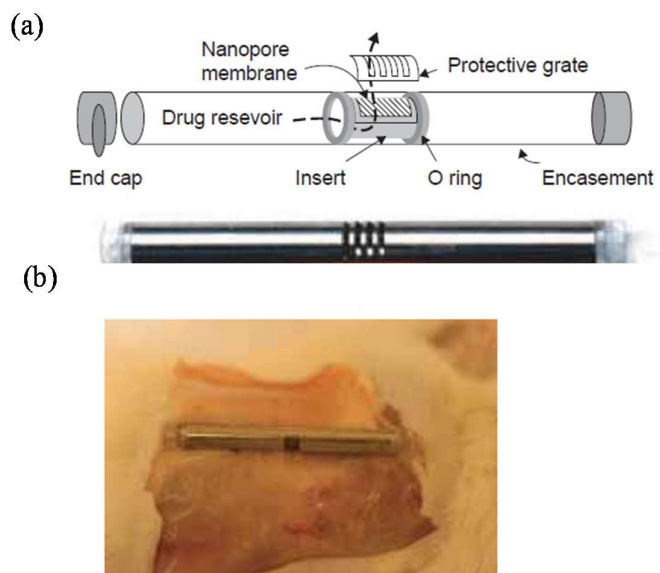 (a)
Nanopore
membrane
Protective grate
Drug resevoir
End cap
Insert
O ring
Encasement
(b)